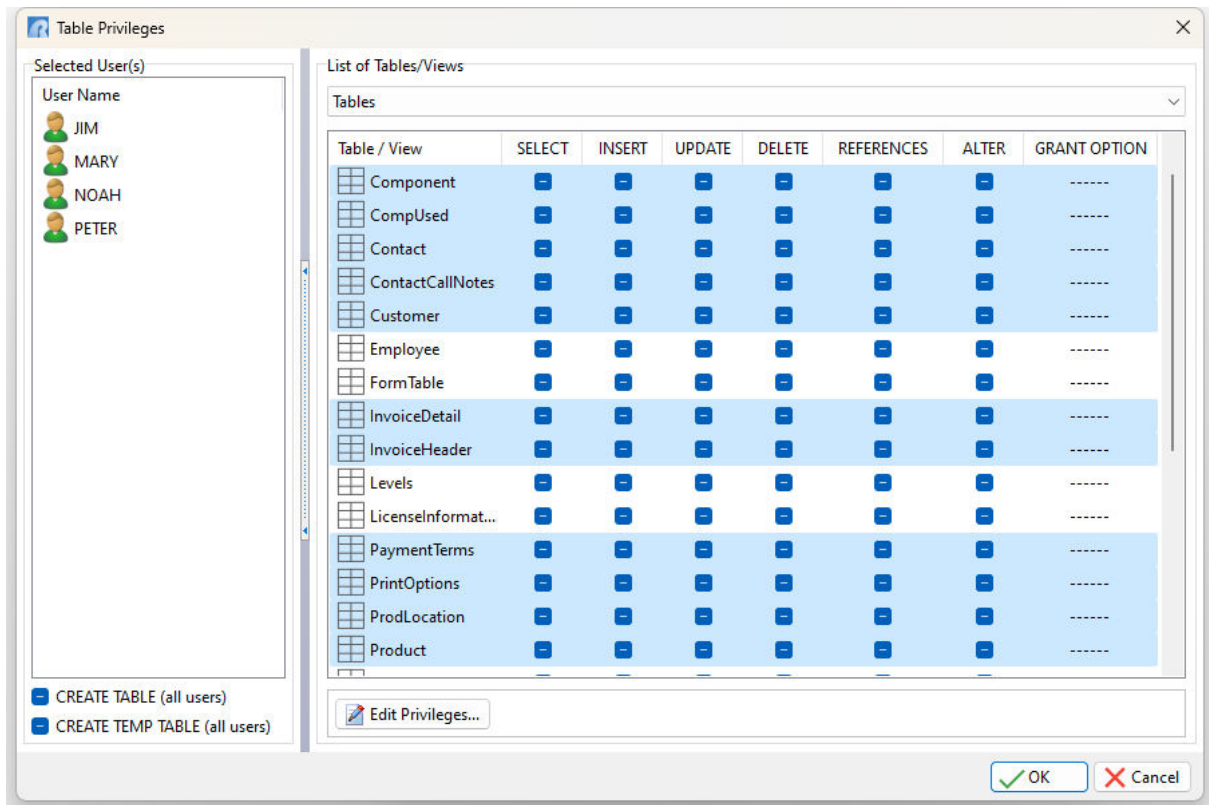 Table Privileges
Selected User(s)
User Name
JIM
MARY
NOAH
PETER
CREATE TABLE (all users)
CREATE TEMP TABLE (all users)
List of Tables/Views
Tables
Table / View SELECT INSERT UPDATE DELETE REFERENCES ALTER GRANT OPTION
Component ------
CompUsed ------
Contact ------
ContactCallNotes ------
Customer ------
Employee ------
FormTable ------
InvoiceDetail ------
InvoiceHeader ------
Levels ------
LicenseInformat... ------
PaymentTerms ------
PrintOptions ------
ProdLocation ------
Product ------
Edit Privileges...
OK Cancel